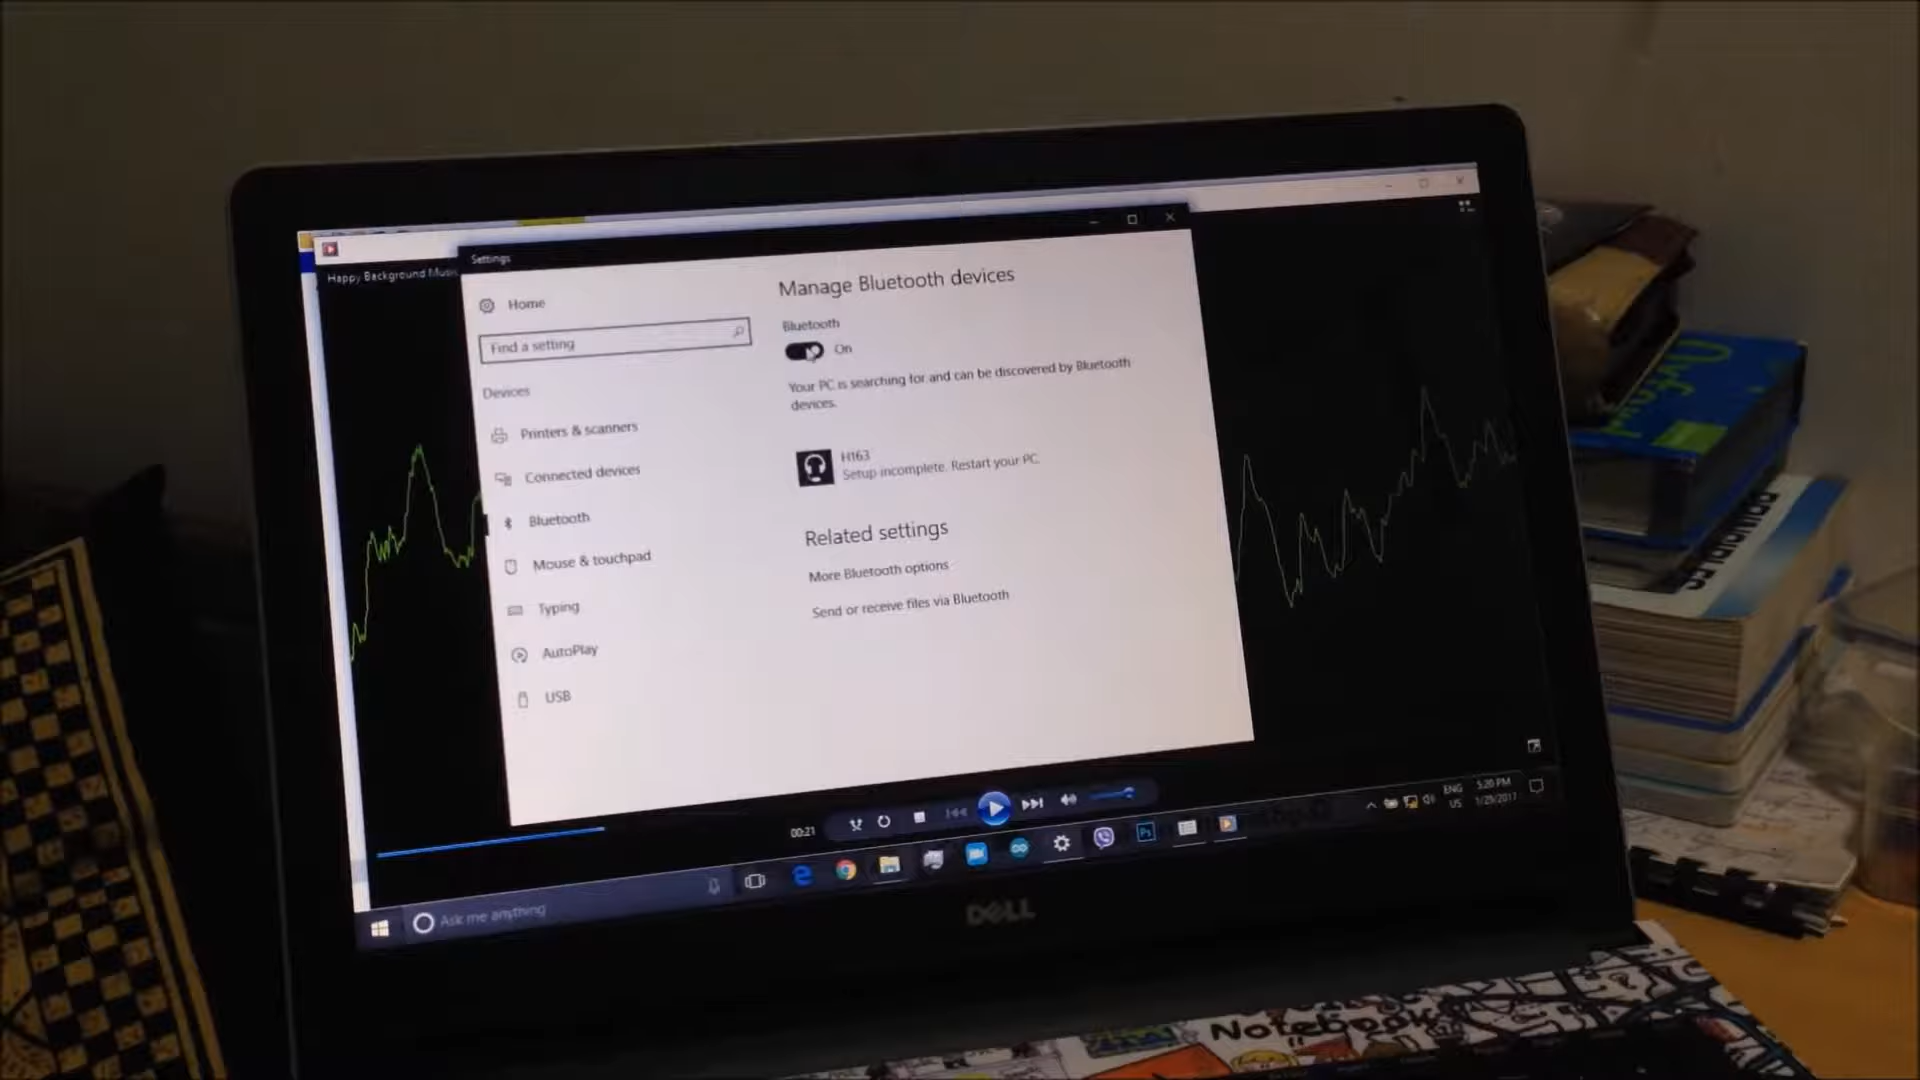 Happy Background Music
Settings
Home
Find a setting
Devices
Printers & scanners
Connected devices
Bluetooth
Mouse & touchpad
Typing
AutoPlay
USB
Manage Bluetooth devices
Bluetooth
On
Your PC is searching for and can be discovered by Bluetooth
devices.
H163
Setup incomplete. Restart your PC.
Related settings
More Bluetooth options
Send or receive files via Bluetooth
00:21
Ask me anything
Ps
ENG
US
5:20 PM
DELL
Notebook